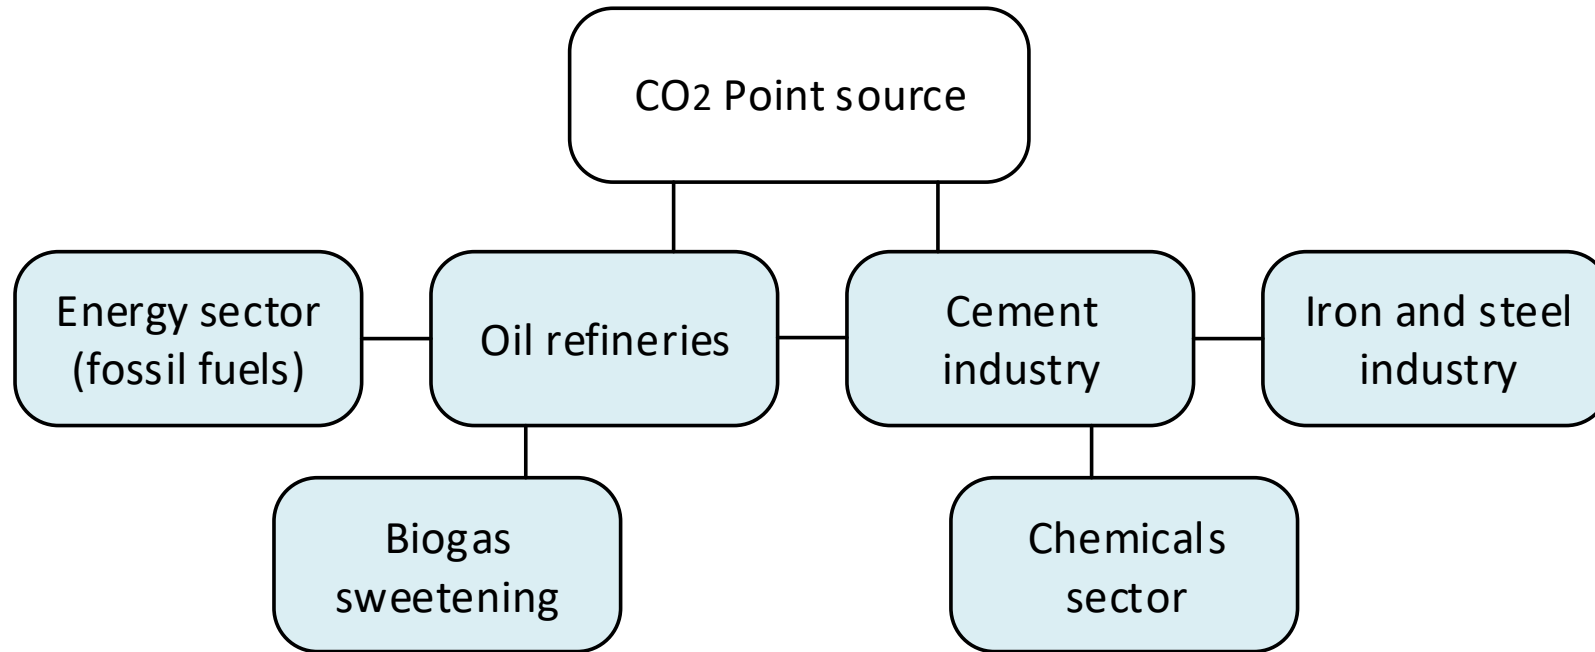 CO2 Point source
Energy sector
(fossil fuels)
Oil refineries
Cement
industry
Iron and steel
industry
Biogas
sweetening
Chemicals
sector